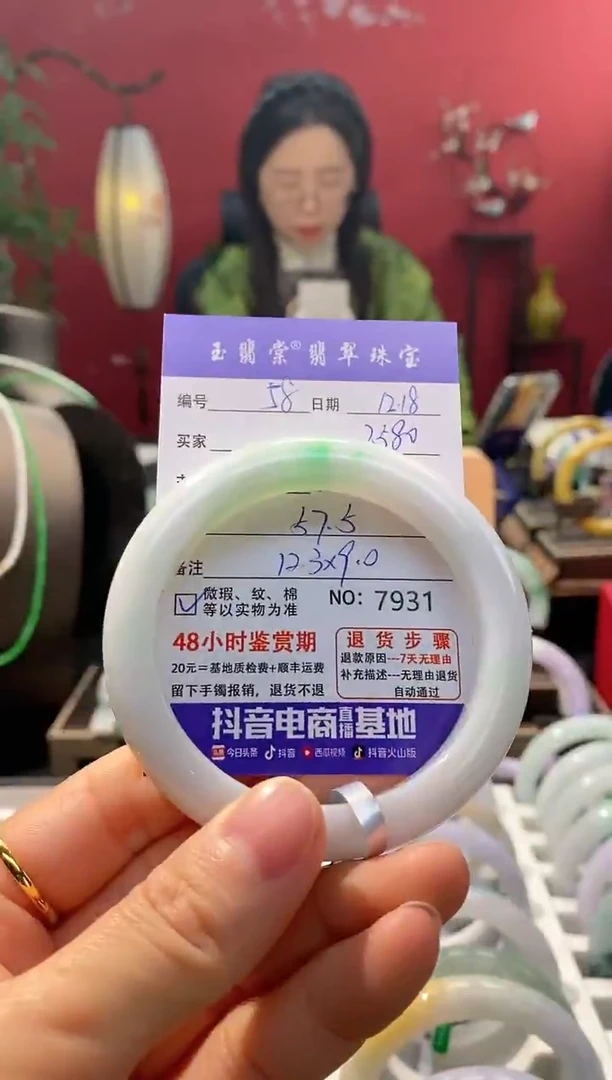 玉翡棠®翡翠珠宝
编号 58 日期 12.18
买家 2580
57.5
备注 12.3x9.0
微瑕、纹、棉
等以实物为准
NO: 7931
48小时鉴赏期
20元=基地质检费+顺丰运费
留下手镯报销，退货不退
退货步骤
退款原因---7天无理由
补充描述---无理由退货
自动通过
抖音电商直播基地
头条 今日头条 抖音 西瓜视频 抖音火山版